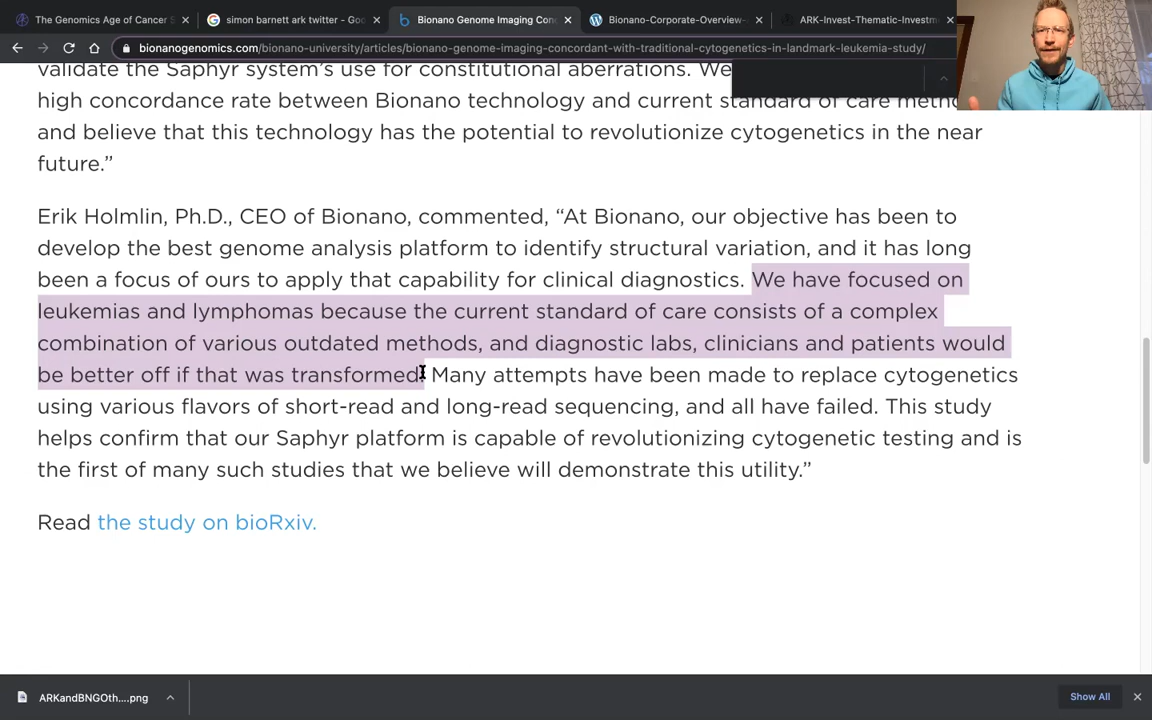 The Genomics Age of Cancer S
simon barnett ark twitter - Goo
Bionano Genome Imaging Con
Bionano-Corporate-Overview-
ARK-Invest-Thematic-Investm
bionanogenomics.com/bionano-university/articles/bionano-genome-imaging-concordant-with-traditional-cytogenetics-in-landmark-leukemia-study/
validate the Saphyr system's use for constitutional aberrations. We
high concordance rate between Bionano technology and current standard of care
and believe that this technology has the potential to revolutionize cytogenetics in the near
future.”
Erik Holmlin, Ph.D., CEO of Bionano, commented, “At Bionano, our objective has been to
develop the best genome analysis platform to identify structural variation, and it has long
been a focus of ours to apply that capability for clinical diagnostics. We have focused on
leukemias and lymphomas because the current standard of care consists of a complex
combination of various outdated methods, and diagnostic labs, clinicians and patients would
be better off if that was transformed. Many attempts have been made to replace cytogenetics
using various flavors of short-read and long-read sequencing, and all have failed. This study
helps confirm that our Saphyr platform is capable of revolutionizing cytogenetic testing and is
the first of many such studies that we believe will demonstrate this utility.”
Read the study on bioRxiv.
ARKandBNGOth....png
Show All